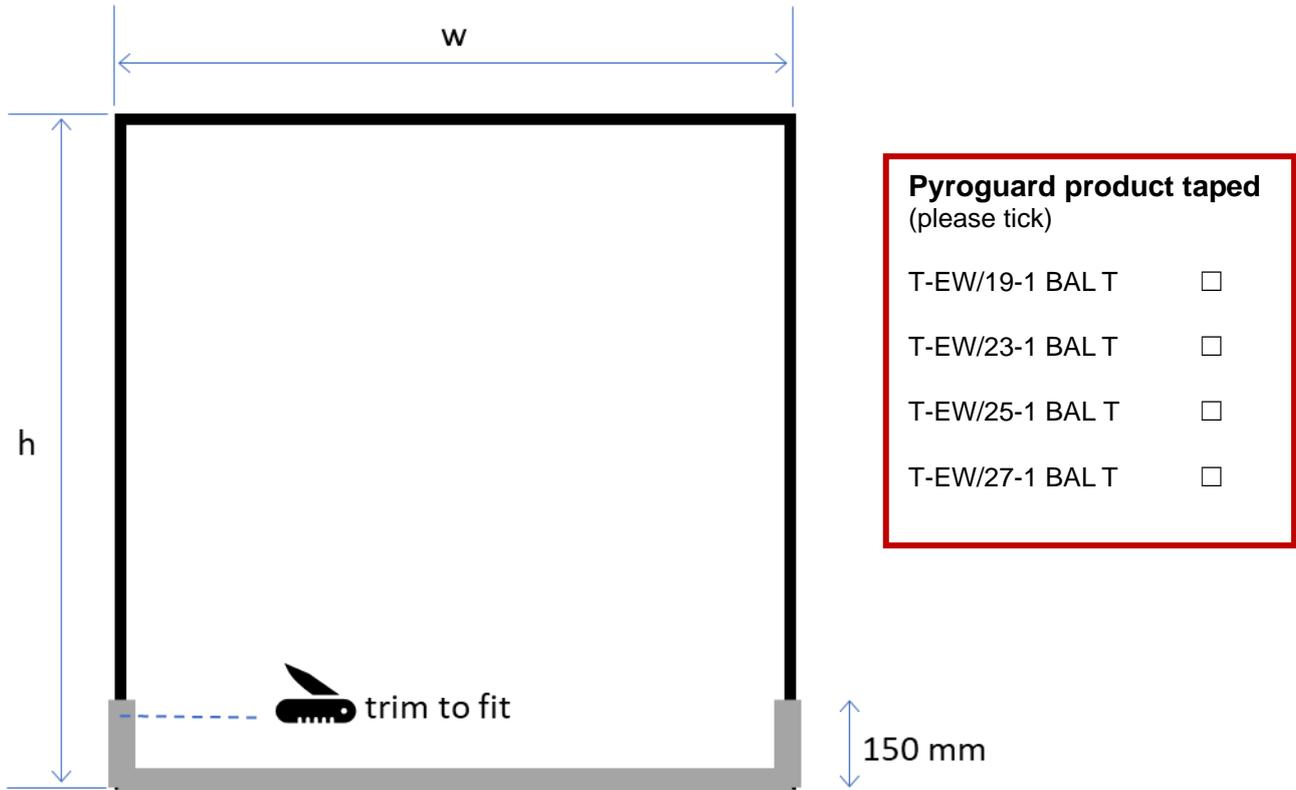 w
Pyroguard product taped
(please tick)
T-EW/19-1 BAL T ☐
T-EW/23-1 BAL T ☐
T-EW/25-1 BAL T ☐
T-EW/27-1 BAL T ☐
h
trim to fit
150 mm